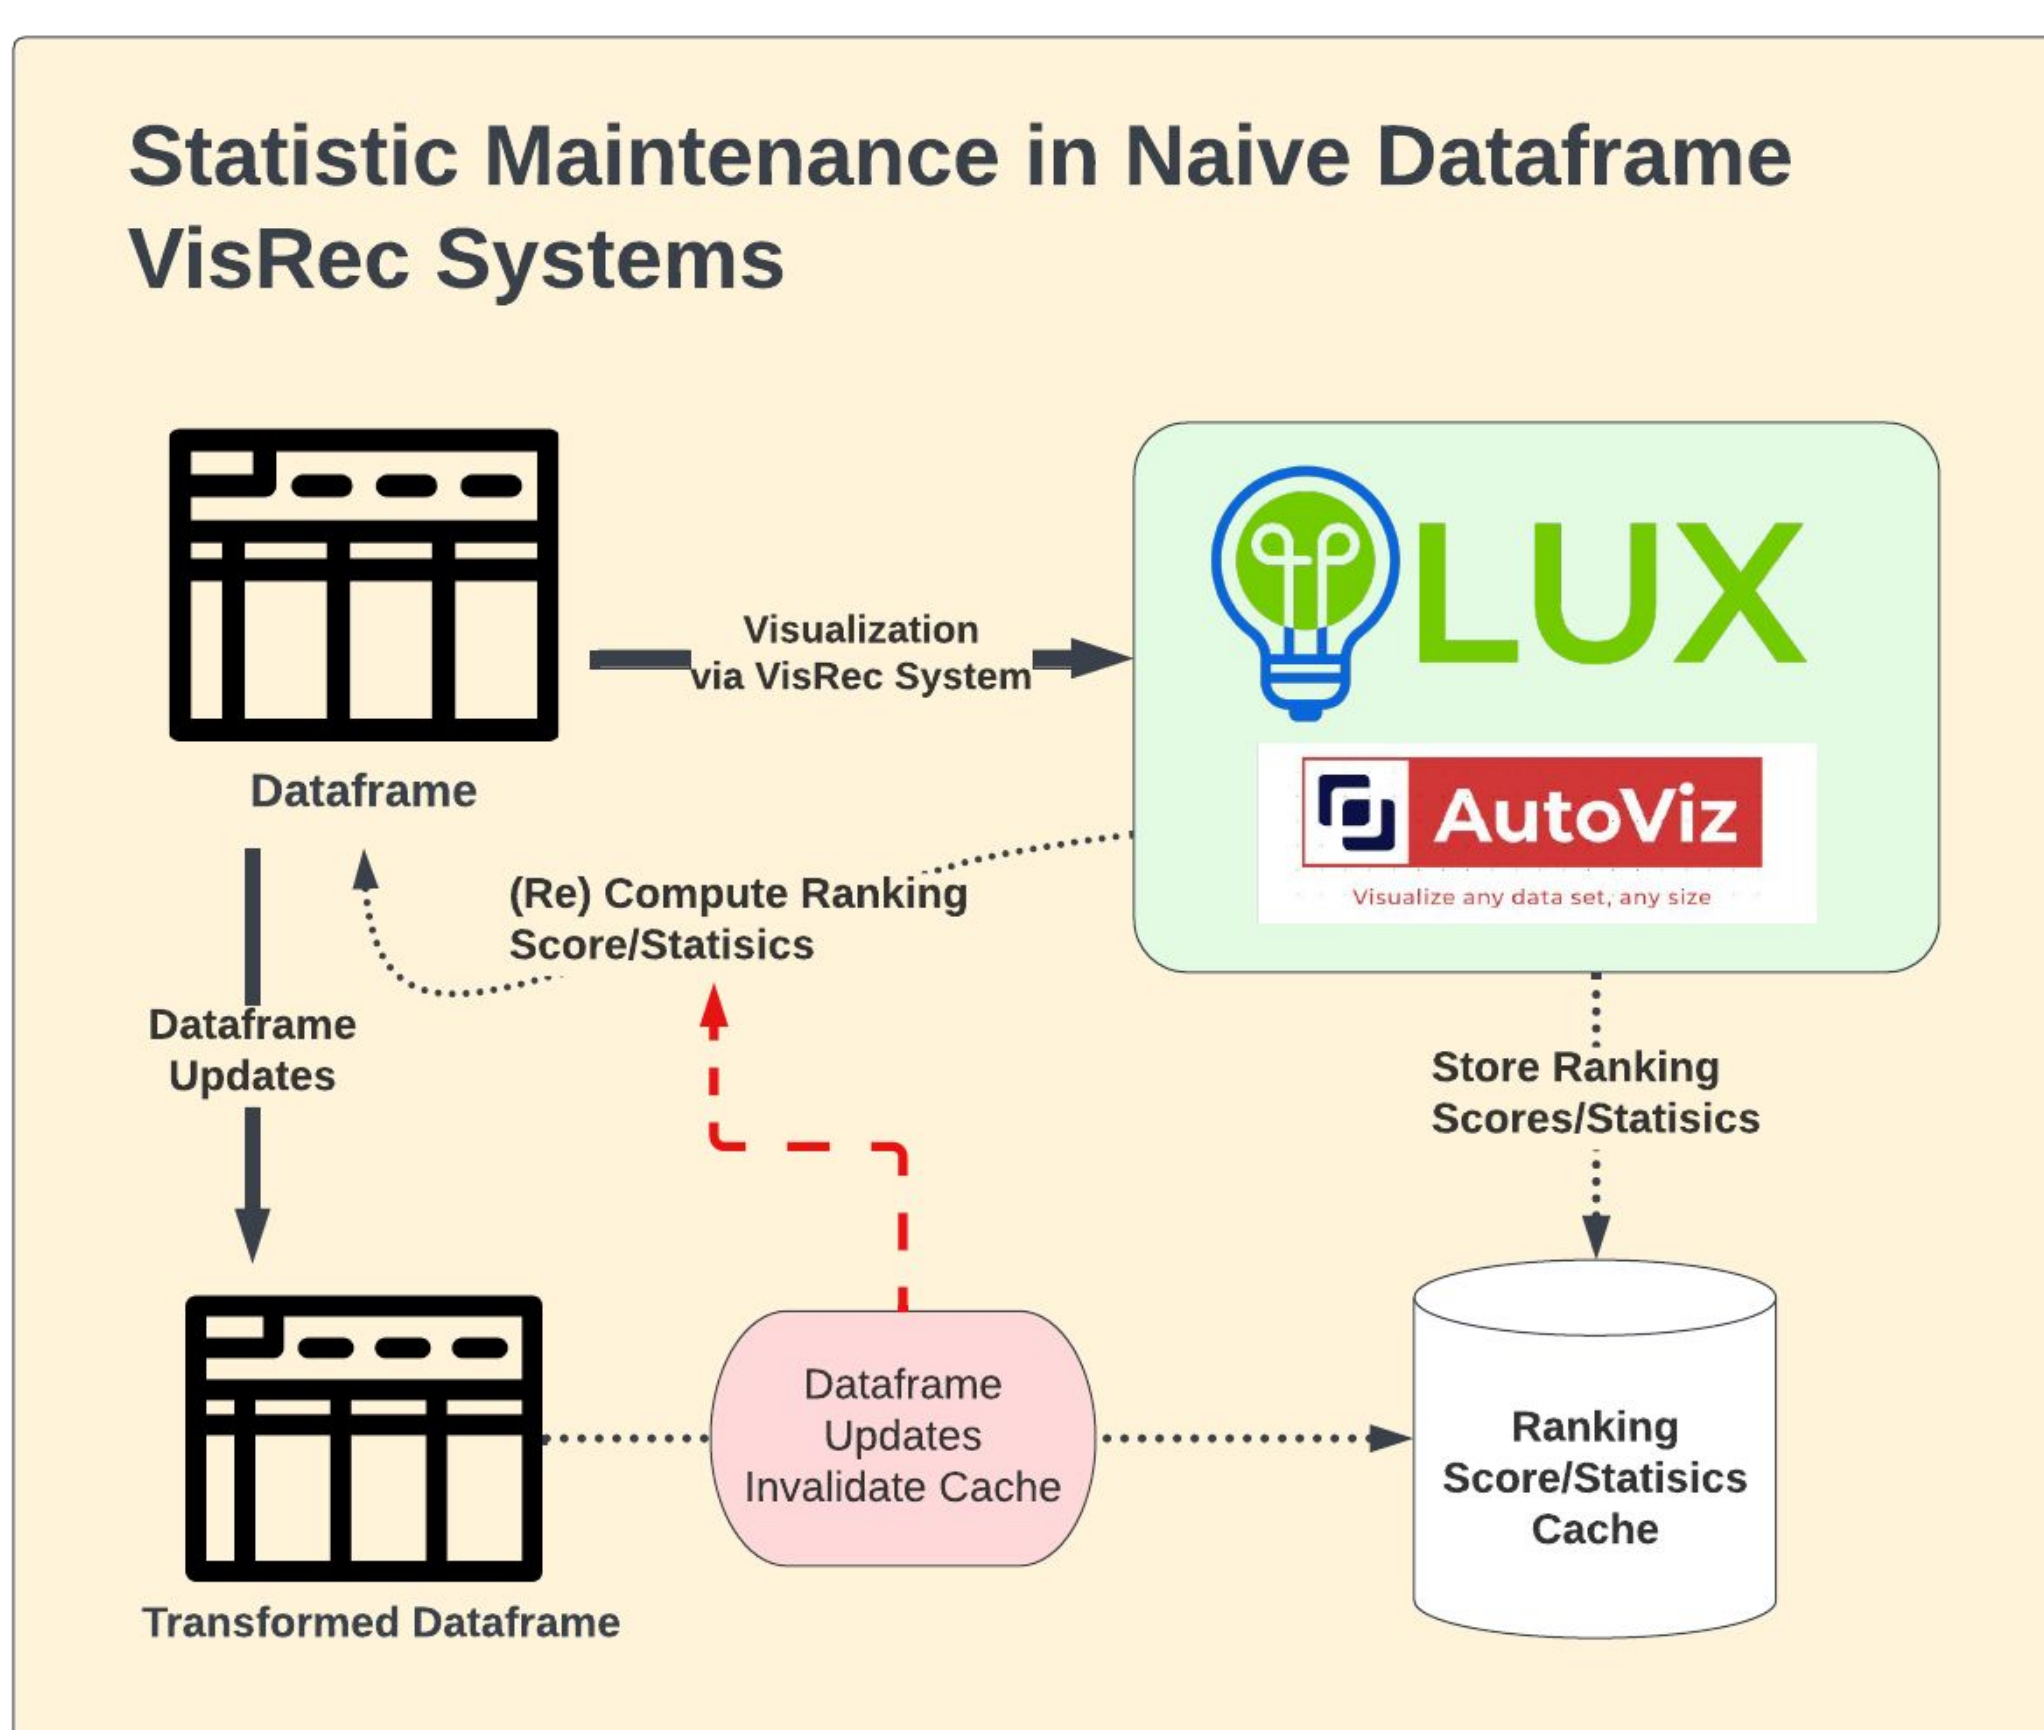 Statistic Maintenance in Naive Dataframe
VisRec Systems
LUX
Visualization
via VisRec System
AutoViz
Visualize any data set, any size
Dataframe
(Re) Compute Ranking
Score/Statisics
Dataframe
Updates
Store Ranking
Scores/Statisics
Dataframe
Updates
Invalidate Cache
Ranking
Score/Statisics
Cache
Transformed Dataframe